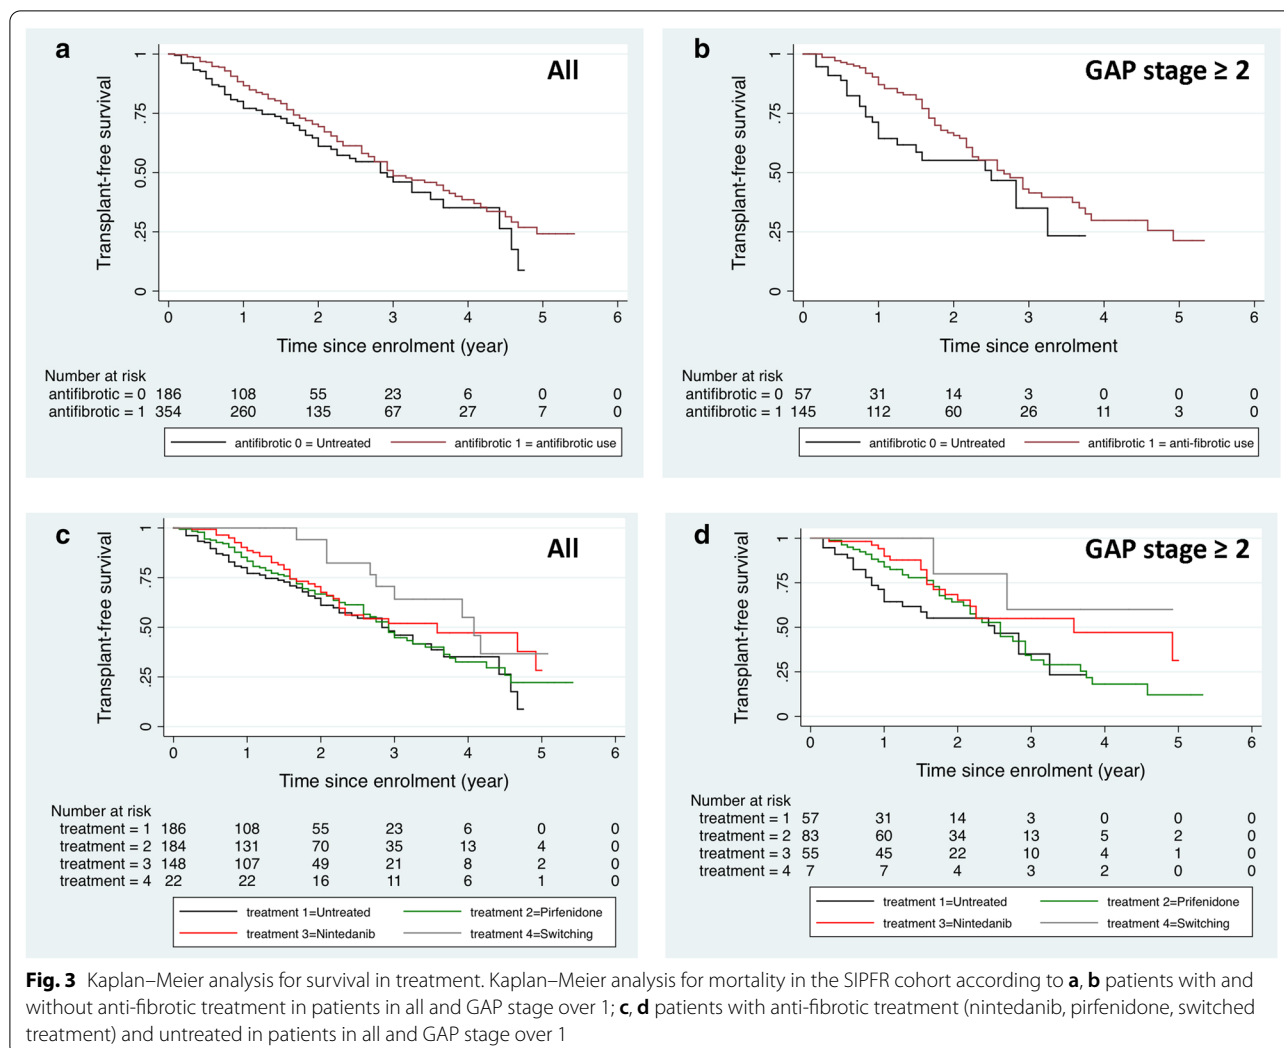 a
All
Transplant-free survival
1
.75
0.50
.25
0
0 1 2 3 4 5 6
Time since enrolment (year)
Number at risk
antifibrotic = 0 186 108 55 23 6 0 0
antifibrotic = 1 354 260 135 67 27 7 0
antifibrotic 0 = Untreated antifibrotic 1 = antifibrotic use
b
GAP stage ≥ 2
Transplant-free survival
1
.75
.50
.25
0
0 1 2 3 4 5 6
Time since enrolment
Number at risk
antifibrotic = 0 57 31 14 3 0 0 0
antifibrotic = 1 145 112 60 26 11 3 0
antifibrotic 0 = Untreated antifibrotic 1 = anti-fibrotic use
c
All
Transplant-free survival
1
.75
.50
.25
0
0 1 2 3 4 5 6
Time since enrolment (year)
Number at risk
treatment = 1 186 108 55 23 6 0 0
treatment = 2 184 131 70 35 13 4 0
treatment = 3 148 107 49 21 8 2 0
treatment = 4 22 22 16 11 6 1 0
treatment 1=Untreated treatment 2=Pirfenidone
treatment 3=Nintedanib treatment 4=Switching
d
GAP stage ≥ 2
Transplant-free survival
1
.75
.50
.25
0
0 1 2 3 4 5 6
Time since enrolment (year)
Number at risk
treatment = 1 57 31 14 3 0 0 0
treatment = 2 83 60 34 13 5 2 0
treatment = 3 55 45 22 10 4 1 0
treatment = 4 7 7 4 3 2 0 0
treatment 1=Untreated treatment 2=Pirfenidone
treatment 3=Nintedanib treatment 4=Switching
Fig. 3 Kaplan–Meier analysis for survival in treatment. Kaplan–Meier analysis for mortality in the SIPFR cohort according to a, b patients with and
without anti-fibrotic treatment in patients in all and GAP stage over 1; c, d patients with anti-fibrotic treatment (nintedanib, pirfenidone, switched
treatment) and untreated in patients in all and GAP stage over 1